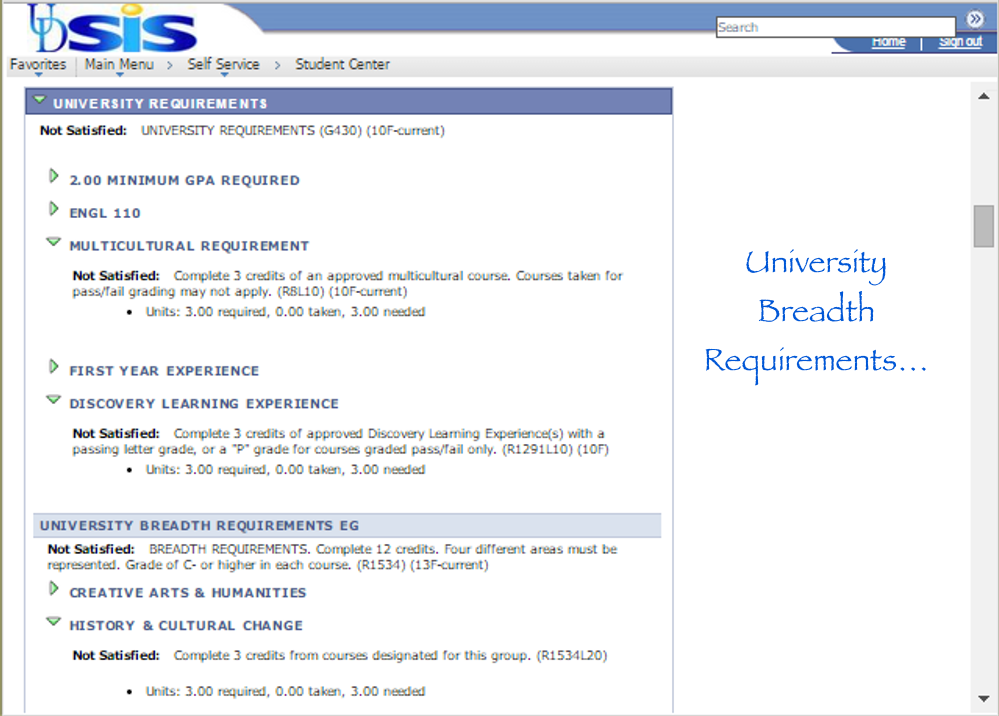 UD SIS
Search
Home | Sign out
Favorites | Main Menu > Self Service > Student Center
UNIVERSITY REQUIREMENTS
Not Satisfied: UNIVERSITY REQUIREMENTS (G430) (10F-current)
2.00 MINIMUM GPA REQUIRED
ENGL 110
MULTICULTURAL REQUIREMENT
Not Satisfied: Complete 3 credits of an approved multicultural course. Courses taken for
pass/fail grading may not apply. (R8L10) (10F-current)
• Units: 3.00 required, 0.00 taken, 3.00 needed
FIRST YEAR EXPERIENCE
DISCOVERY LEARNING EXPERIENCE
Not Satisfied: Complete 3 credits of approved Discovery Learning Experience(s) with a
passing letter grade, or a "P" grade for courses graded pass/fail only. (R1291L10) (10F)
• Units: 3.00 required, 0.00 taken, 3.00 needed
UNIVERSITY BREADTH REQUIREMENTS EG
Not Satisfied: BREADTH REQUIREMENTS. Complete 12 credits. Four different areas must be
represented. Grade of C- or higher in each course. (R1534) (13F-current)
CREATIVE ARTS & HUMANITIES
HISTORY & CULTURAL CHANGE
Not Satisfied: Complete 3 credits from courses designated for this group. (R1534L20)
• Units: 3.00 required, 0.00 taken, 3.00 needed
University
Breadth
Requirements...